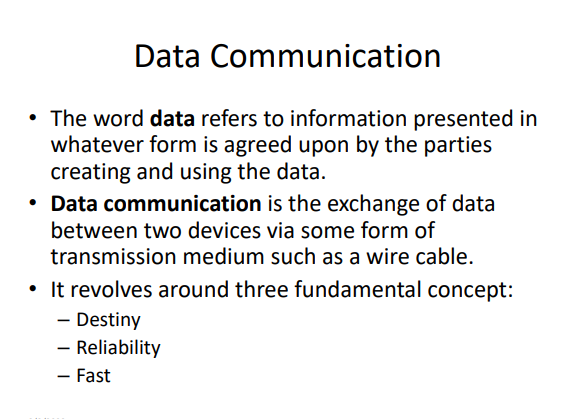 Data Communication
• The word data refers to information presented in
whatever form is agreed upon by the parties
creating and using the data.
• Data communication is the exchange of data
between two devices via some form of
transmission medium such as a wire cable.
• It revolves around three fundamental concept:
– Destiny
– Reliability
– Fast